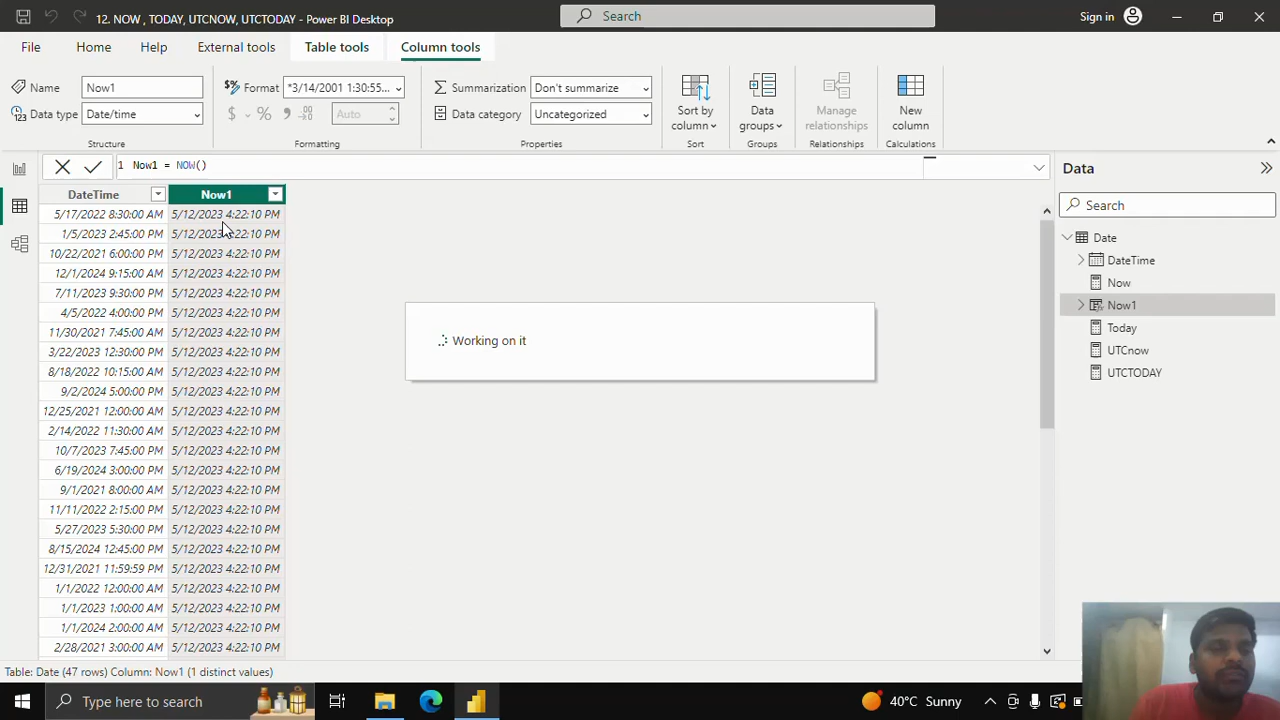 12. NOW , TODAY, UTCNOW, UTCTODAY - Power BI Desktop
Search
Sign in
File
Home
Help
External tools
Table tools
Column tools
Name
Now1
Format
*3/14/2001 1:30:55...
Summarization
Don't summarize
Data type
Date/time
$ % 9 Auto
Data category
Uncategorized
Sort by column
Data groups
Manage relationships
New column
Structure
Formatting
Properties
Sort
Groups
Relationships
Calculations
1 Now1 = NOW()
Data
Search
DateTime Now1
5/17/2022 8:30:00 AM 5/12/2023 4:22:10 PM
1/5/2023 2:45:00 PM 5/12/2023 4:22:10 PM
10/22/2021 6:00:00 PM 5/12/2023 4:22:10 PM
12/1/2024 9:15:00 AM 5/12/2023 4:22:10 PM
7/11/2023 9:30:00 PM 5/12/2023 4:22:10 PM
4/5/2022 4:00:00 PM 5/12/2023 4:22:10 PM
11/30/2021 7:45:00 AM 5/12/2023 4:22:10 PM
3/22/2023 12:30:00 PM 5/12/2023 4:22:10 PM
8/18/2022 10:15:00 AM 5/12/2023 4:22:10 PM
9/2/2024 5:00:00 PM 5/12/2023 4:22:10 PM
12/25/2021 12:00:00 AM 5/12/2023 4:22:10 PM
2/14/2022 11:30:00 AM 5/12/2023 4:22:10 PM
10/7/2023 7:45:00 PM 5/12/2023 4:22:10 PM
6/19/2024 3:00:00 PM 5/12/2023 4:22:10 PM
9/1/2021 8:00:00 AM 5/12/2023 4:22:10 PM
11/11/2022 2:15:00 PM 5/12/2023 4:22:10 PM
5/27/2023 5:30:00 PM 5/12/2023 4:22:10 PM
8/15/2024 12:45:00 PM 5/12/2023 4:22:10 PM
12/31/2021 11:59:59 PM 5/12/2023 4:22:10 PM
1/1/2022 12:00:00 AM 5/12/2023 4:22:10 PM
1/1/2023 1:00:00 AM 5/12/2023 4:22:10 PM
1/1/2024 2:00:00 AM 5/12/2023 4:22:10 PM
2/28/2021 3:00:00 AM 5/12/2023 4:22:10 PM
Working on it
Date
DateTime
Now
Now1
Today
UTCnow
UTCTODAY
Table: Date (47 rows) Column: Now1 (1 distinct values)
Type here to search
40°C Sunny